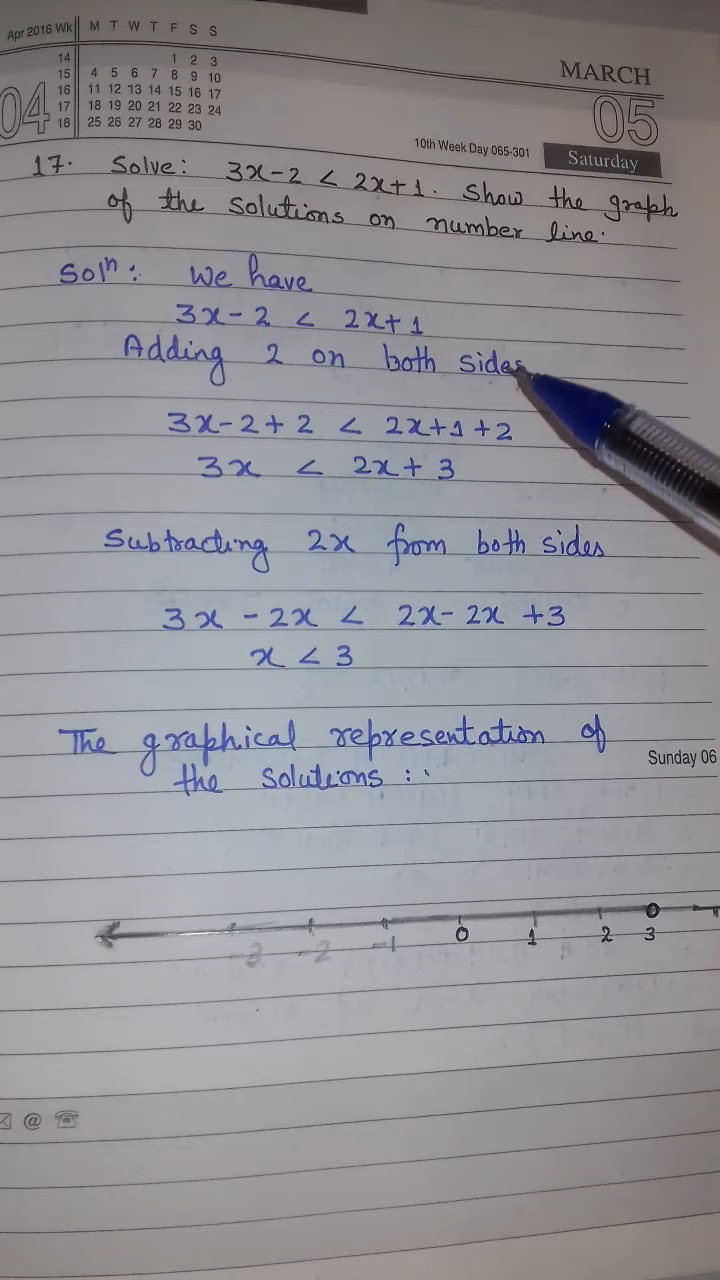 Apr 2016 Wk M T W T F S S
14 1 2 3
15 4 5 6 7 8 9 10
16 11 12 13 14 15 16 17
17 18 19 20 21 22 23 24
18 25 26 27 28 29 30
04
MARCH
05
10th Week Day 065-301 Saturday
17. Solve: 3x-2 < 2x+1. Show the graph
of the solutions on number line.
Solⁿ: We have
3x-2 < 2x+1
Adding 2 on both sides
3x-2+2 < 2x+1+2
3x < 2x+3
Subtracting 2x from both sides
3x - 2x < 2x-2x +3
x < 3
The graphical representation of
the solutions :
Sunday 06
-3 -2 -1 0 1 2 3
@